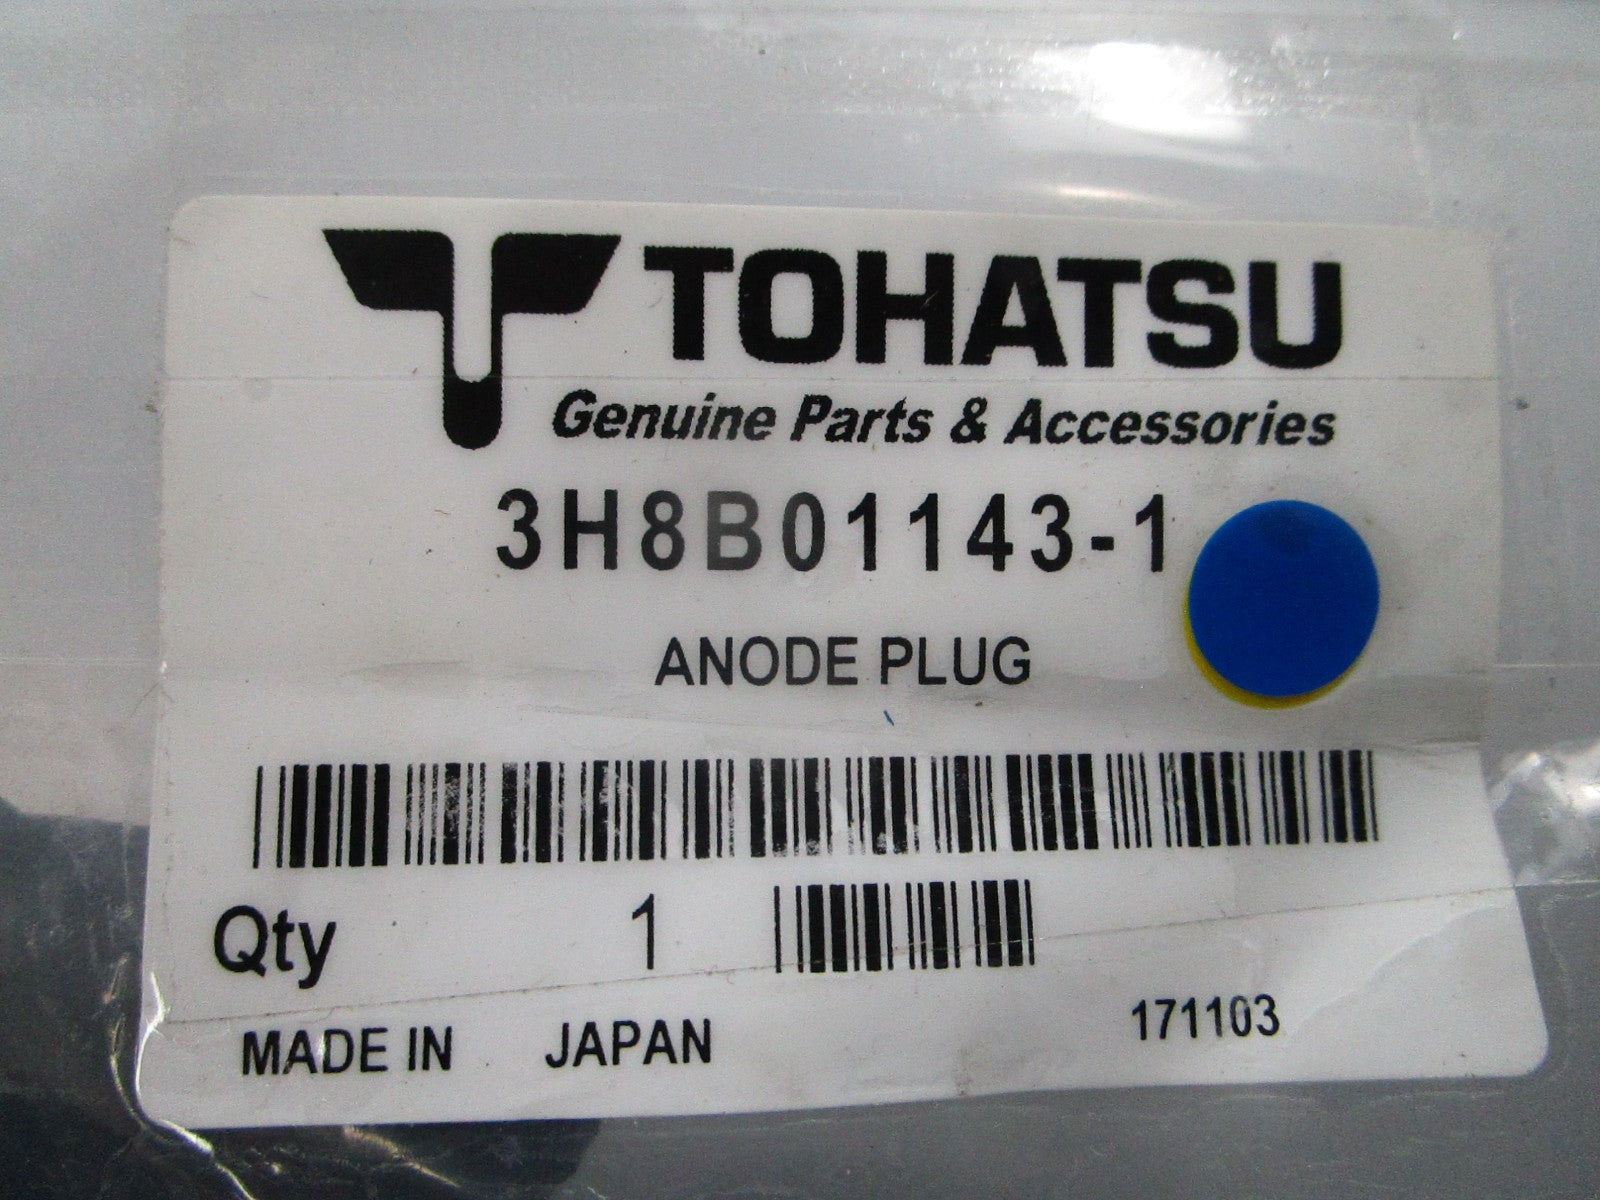 TOHATSU
Genuine Parts & Accessories
3H8B01143-1
ANODE PLUG
Qty 1
MADE IN JAPAN 171103